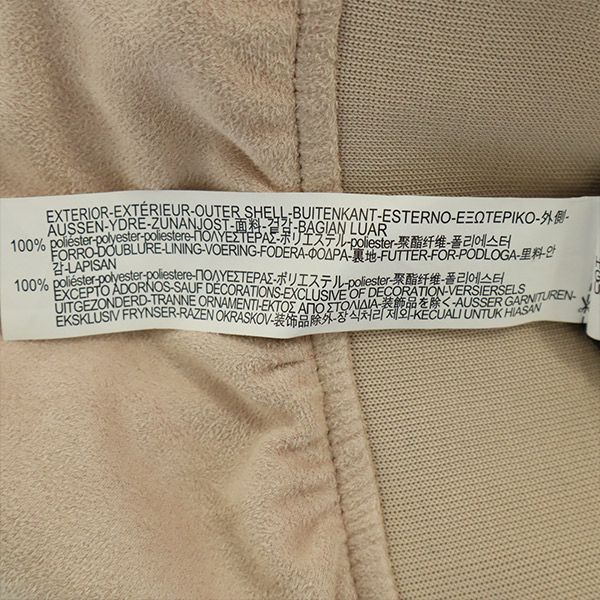 EXTERIOR-EXTÉRIEUR-OUTER SHELL-BUITENKANT-ESTERNO-ΕΞΩΤΕΡΙΚΟ-外側-
AUSSEN-YDRE-ZUNANJOST-面料-겉감-BAGIAN LUAR
100% poliéster-polyester-poliestere-ΠΟΛΥΕΣΤΕΡΑΣ-ポリエステル-poliester-聚酯纤维-폴리에스터
FORRO-DOUBLURE-LINING-VOERING-FODERA-ΦΟΔΡΑ-裏地-FUTTER-FOR-PODLOGA-里料-안
감-LAPISAN
100% poliéster-polyester-poliestere-ΠΟΛΥΕΣΤΕΡΑΣ-ポリエステル-poliester-聚酯纤维-폴리에스터
EXCEPTO ADORNOS-SAUF DÉCORATIONS-EXCLUSIVE OF DECORATION-VERSIERSELS
UITGEZONDERD-TRANNE ORNAMENTI-ΕΚΤΟΣ ΑΠΟ ΣΤΟΛΙΔΙΑ-装飾品を除く-AUSSER GARNITUREN-
EKSKLUSIV FRYNSER-RAZEN OKRASKOV-装饰品除外-장식처리 제외-KECUALI UNTUK HIASAN